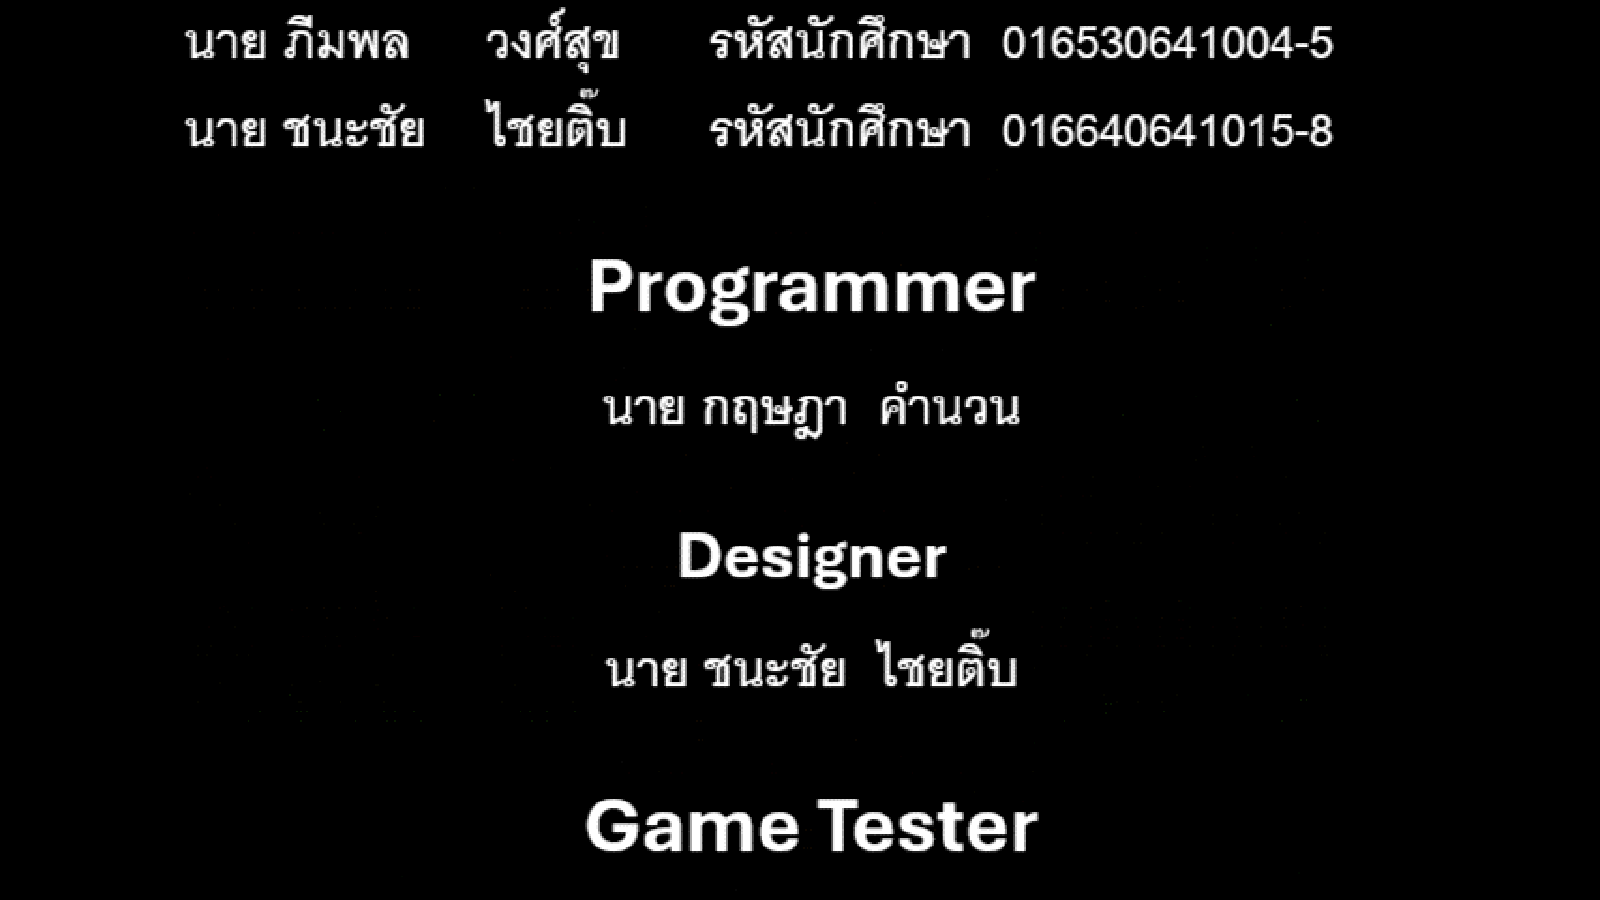 นาย ภีมพล วงศ์สุข รหัสนักศึกษา 016530641004-5
นาย ชนะชัย ไชยติ๊บ รหัสนักศึกษา 016640641015-8
Programmer
นาย กฤษฎา คำนวน
Designer
นาย ชนะชัย ไชยติ๊บ
Game Tester